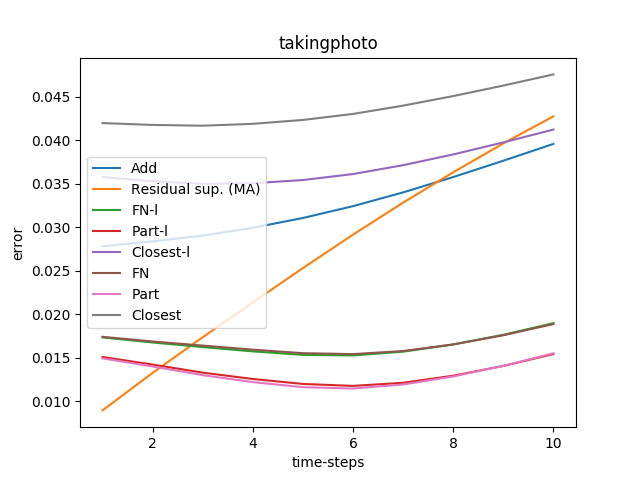 takingphoto
error
0.045
0.040
0.035
0.030
0.025
0.020
0.015
0.010
Add
Residual sup. (MA)
FN-l
Part-l
Closest-l
FN
Part
Closest
2
4
6
8
10
time-steps